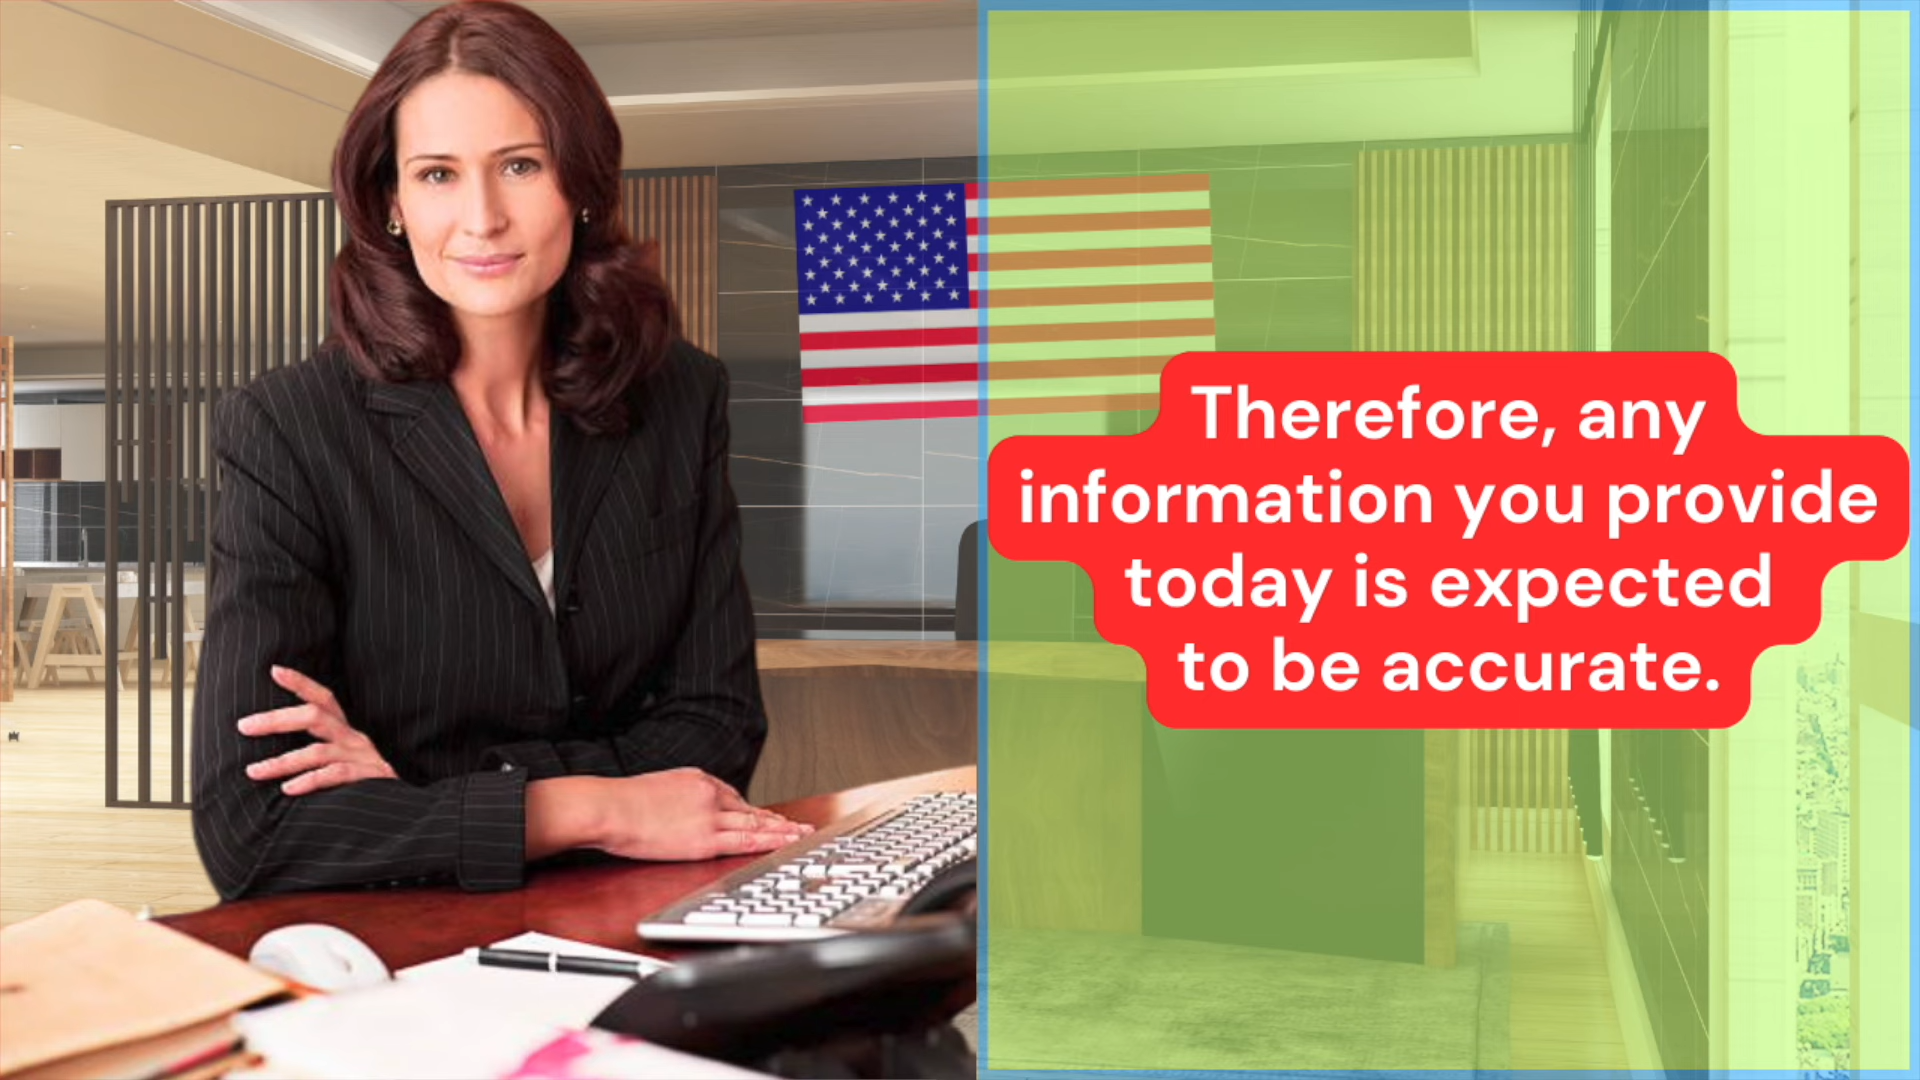 Therefore, any
information you provide
today is expected
to be accurate.